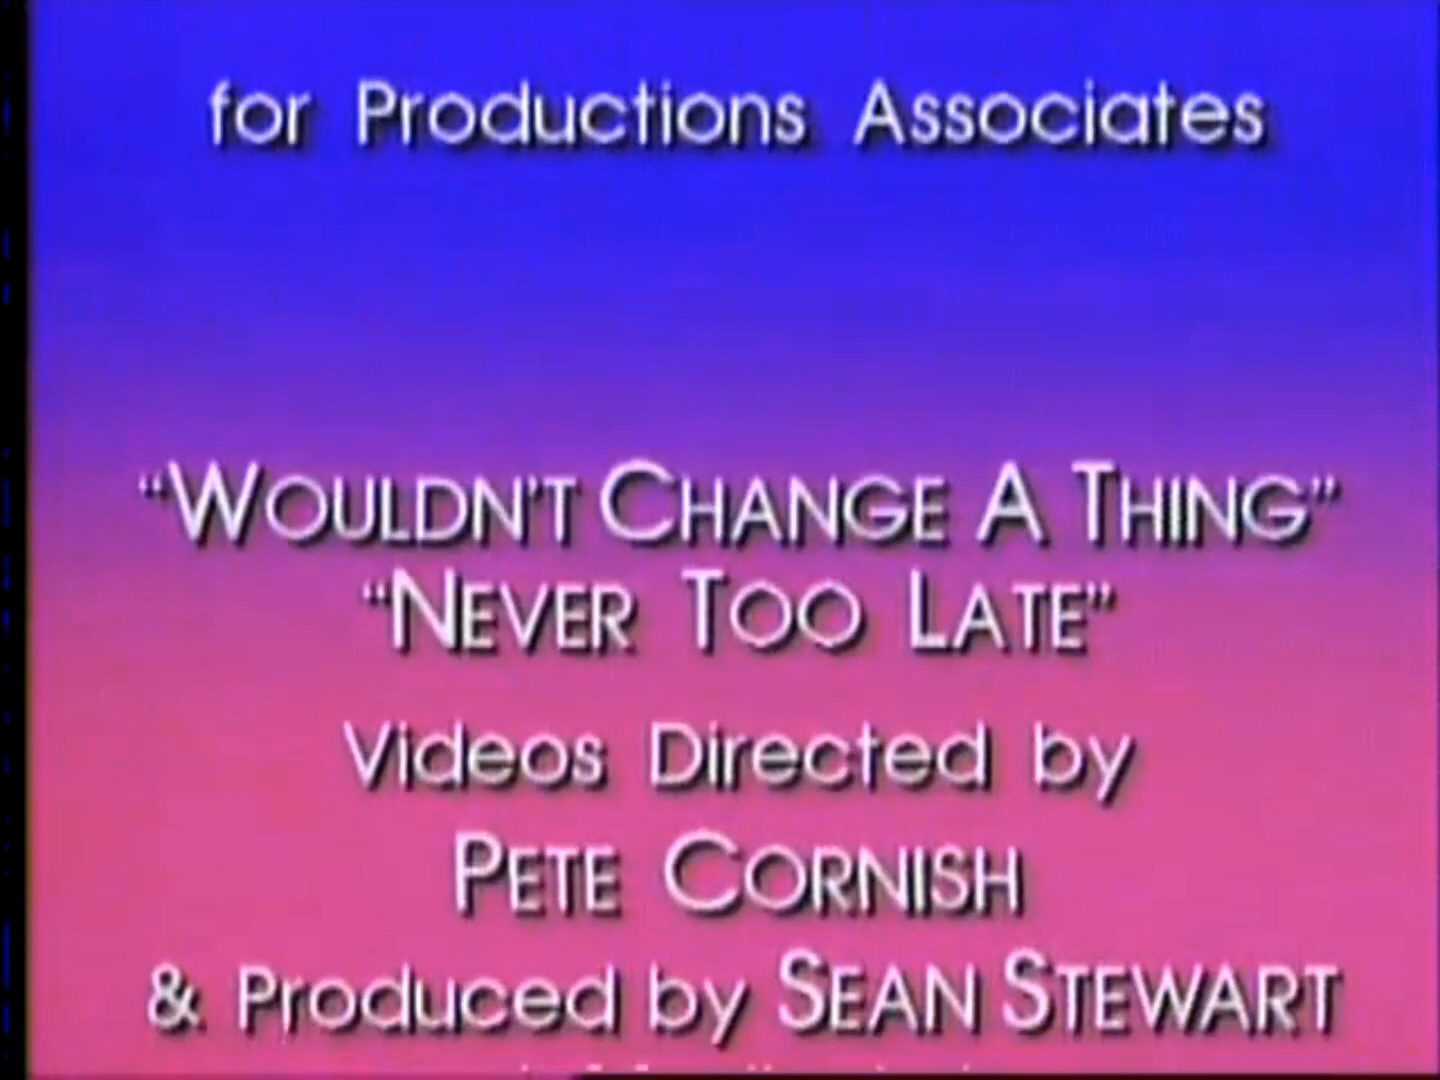 for Productions Associates
“WOULDN'T CHANGE A THING”
“NEVER TOO LATE”
Videos Directed by
PETE CORNISH
& Produced by SEAN STEWART